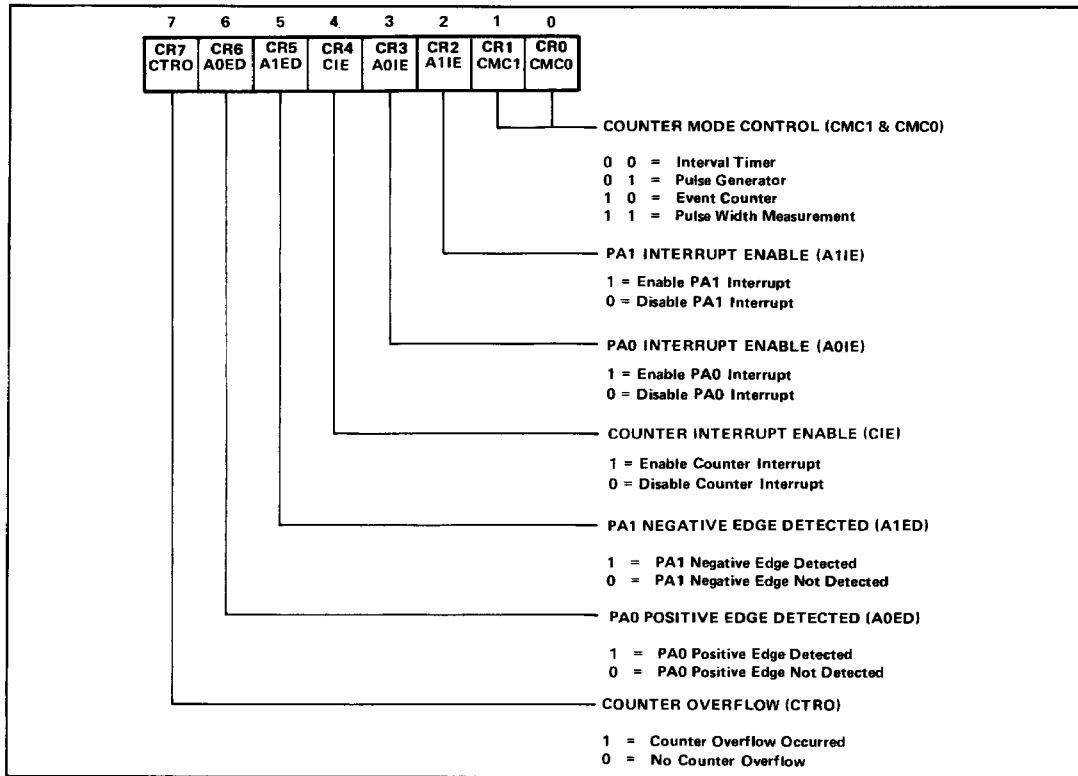 7 6 5 4 3 2 1 0
CR7 CR6 CR5 CR4 CR3 CR2 CR1 CR0
CTRO A0ED A1ED CIE A0IE A1IE CMC1 CMC0
COUNTER MODE CONTROL (CMC1 & CMC0)
0 0 = Interval Timer
0 1 = Pulse Generator
1 0 = Event Counter
1 1 = Pulse Width Measurement
PA1 INTERRUPT ENABLE (A1IE)
1 = Enable PA1 Interrupt
0 = Disable PA1 Interrupt
PA0 INTERRUPT ENABLE (A0IE)
1 = Enable PA0 Interrupt
0 = Disable PA0 Interrupt
COUNTER INTERRUPT ENABLE (CIE)
1 = Enable Counter Interrupt
0 = Disable Counter Interrupt
PA1 NEGATIVE EDGE DETECTED (A1ED)
1 = PA1 Negative Edge Detected
0 = PA1 Negative Edge Not Detected
PA0 POSITIVE EDGE DETECTED (A0ED)
1 = PA0 Positive Edge Detected
0 = PA0 Positive Edge Not Detected
COUNTER OVERFLOW (CTRO)
1 = Counter Overflow Occurred
0 = No Counter Overflow